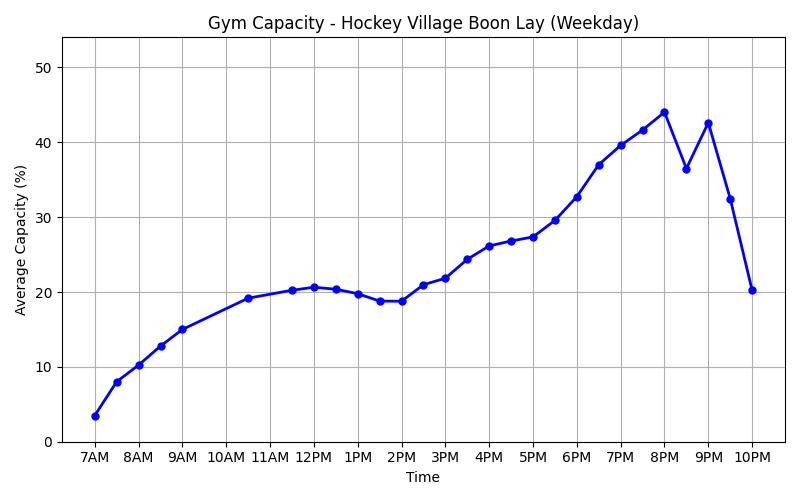 Gym Capacity - Hockey Village Boon Lay (Weekday)
Average Capacity (%)
50
40
30
20
10
0
7AM 8AM 9AM 10AM 11AM 12PM 1PM 2PM 3PM 4PM 5PM 6PM 7PM 8PM 9PM 10PM
Time